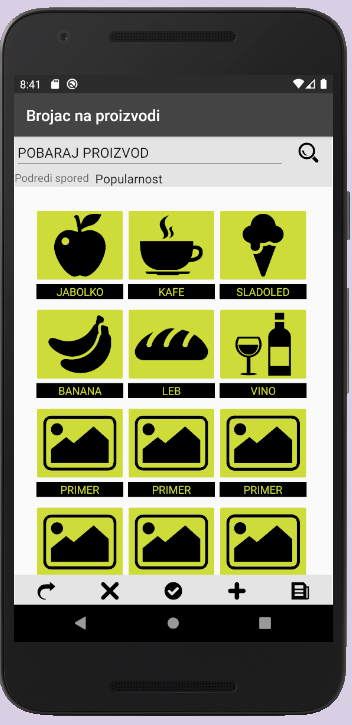 8:41
Brojac na proizvodi
POBARAJ PROIZVOD
Podredi spored Popularnost
JABOLKO KAFE SLADOLED
BANANA LEB VINO
PRIMER PRIMER PRIMER